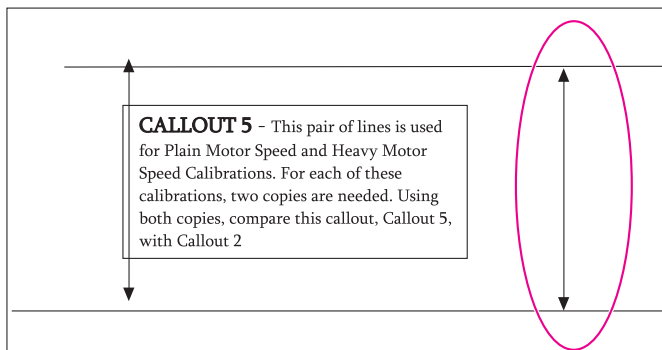 CALLOUT 5 - This pair of lines is used
for Plain Motor Speed and Heavy Motor
Speed Calibrations. For each of these
calibrations, two copies are needed. Using
both copies, compare this callout, Callout 5,
with Callout 2